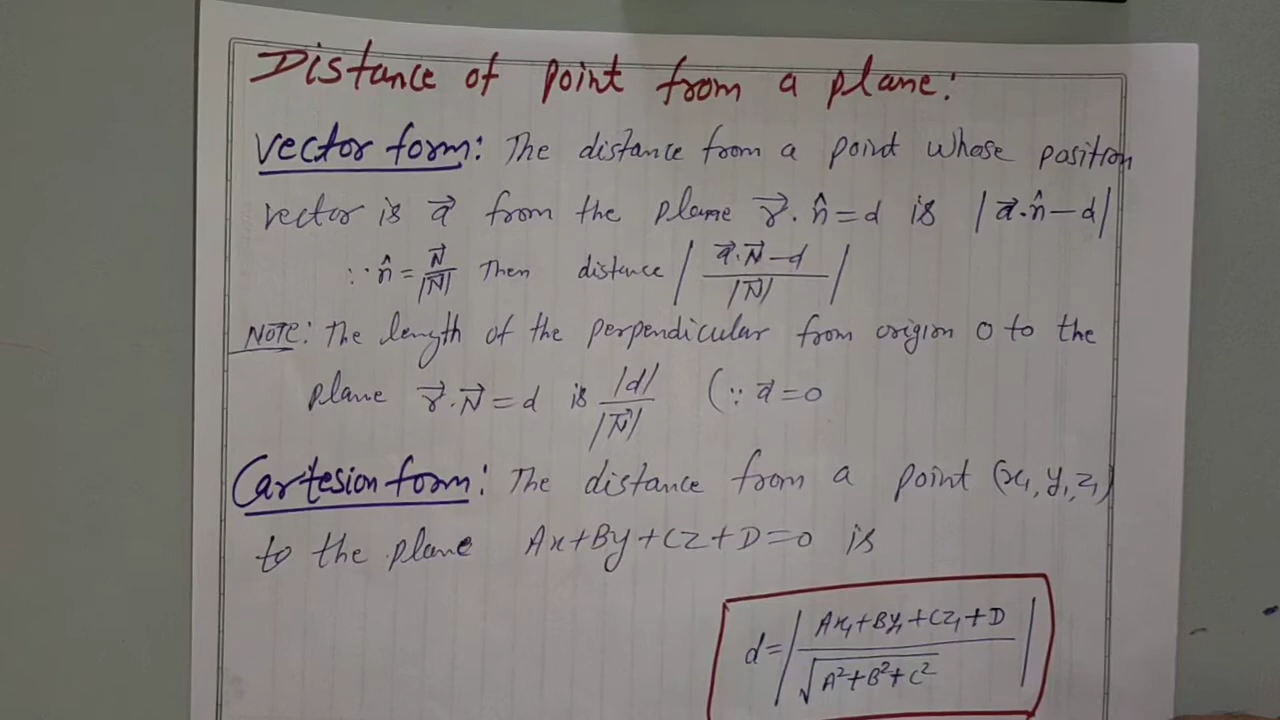 Distance of point from a plane:
Vector form: The distance from a point whose position
vector is a⃗ from the plane r⃗.n̂=d is |a⃗.n̂-d|
∵ n̂ = N⃗/|N⃗| Then distance |(a⃗.N⃗-d)/|N⃗||
NOTE: The length of the perpendicular from origion O to the
plane r⃗.N⃗=d is |d|/|N⃗| (∵ a⃗=0
Cartesion form: The distance from a point (x₁,y₁,z₁)
to the plane Ax+By+Cz+D=0 is
d=|(Ax₁+By₁+Cz₁+D)/√(A²+B²+C²)|